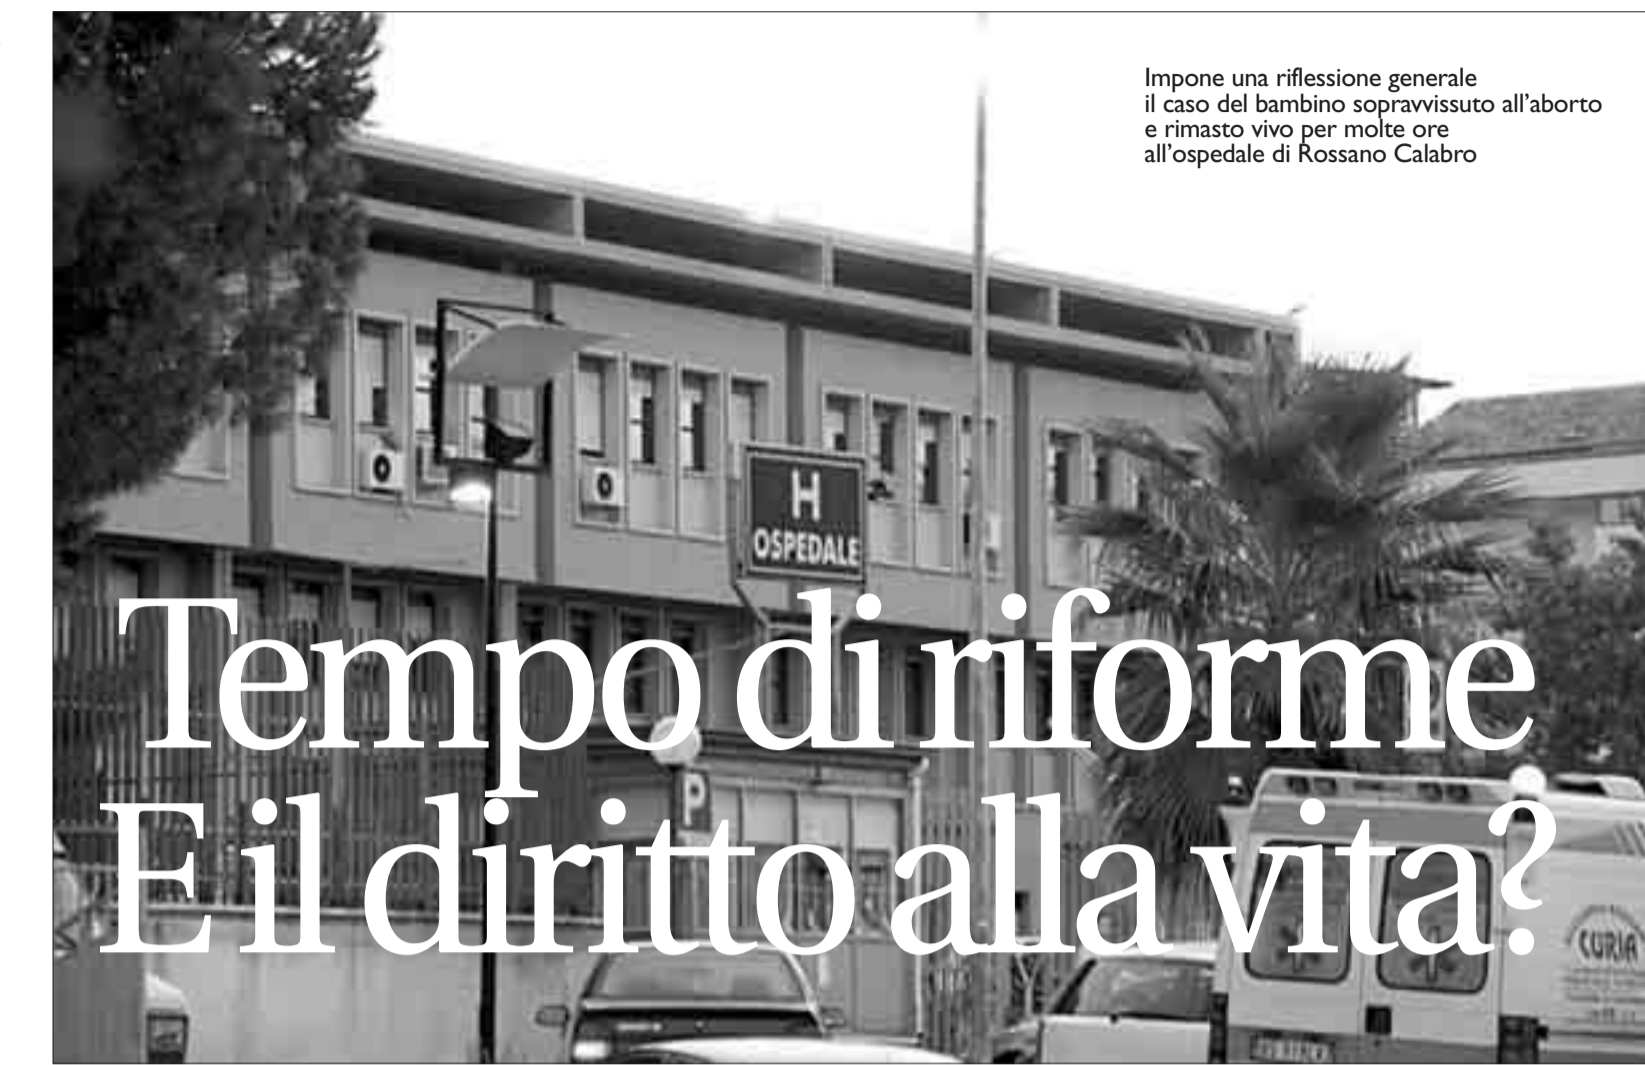 Impone una riflessione generale
il caso del bambino sopravvissuto all'aborto
e rimasto vivo per molte ore
all'ospedale di Rossano Calabro
H
OSPEDALE
Tempo di riforme
P
E il diritto alla vita?
CURIA